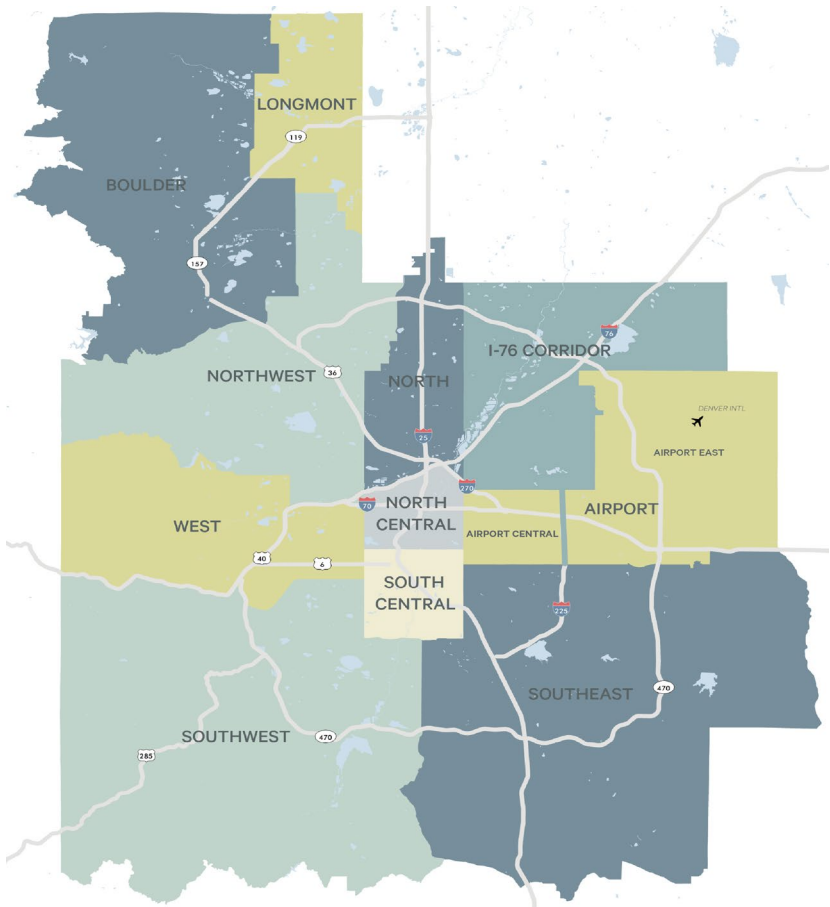 LONGMONT
119
BOULDER
157
76
I-76 CORRIDOR
NORTHWEST
36
NORTH
DENVER INTL
25
AIRPORT EAST
270
70
NORTH
CENTRAL
AIRPORT
WEST
AIRPORT CENTRAL
40
6
SOUTH
CENTRAL
225
SOUTHEAST
470
SOUTHWEST
470
285